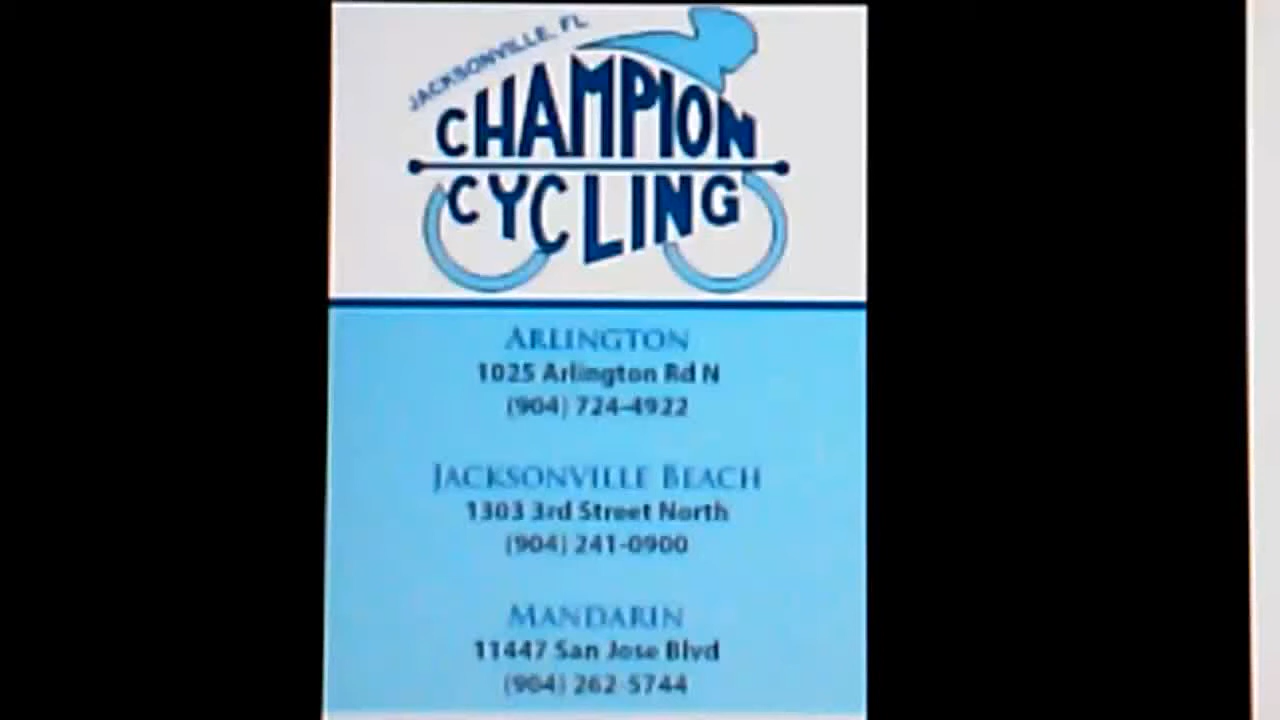 JACKSONVILLE, FL
CHAMPION
CYCLING
ARLINGTON
1025 Arlington Rd N
(904) 724-4922
JACKSONVILLE BEACH
1303 3rd Street North
(904) 241-0900
MANDARIN
11447 San Jose Blvd
(904) 262-5744